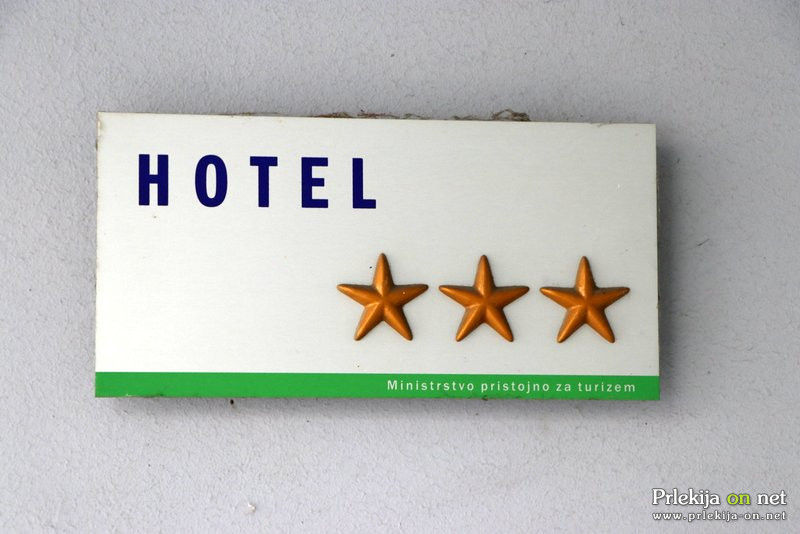 HOTEL
Ministrstvo pristojno za turizem
Prlekija on net
www.prlekija-on.net